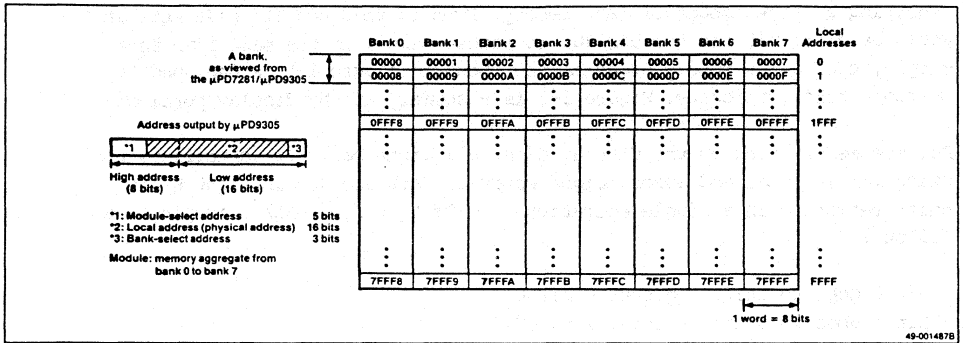 Bank 0 Bank 1 Bank 2 Bank 3 Bank 4 Bank 5 Bank 6 Bank 7 Local Addresses
A bank, as viewed from the µPD7281/µPD9305
00000 00001 00002 00003 00004 00005 00006 00007 0
00008 00009 0000A 0000B 0000C 0000D 0000E 0000F 1
0FFF8 0FFF9 0FFFA 0FFFB 0FFFC 0FFFD 0FFFE 0FFFF 1FFF
Address output by µPD9305
*1 *2 *3
High address (8 bits)
Low address (16 bits)
*1: Module-select address 5 bits
*2: Local address (physical address) 16 bits
*3: Bank-select address 3 bits
Module: memory aggregate from
bank 0 to bank 7
7FFF8 7FFF9 7FFFA 7FFFB 7FFFC 7FFFD 7FFFE 7FFFF FFFF
1 word = 8 bits
49-001487B